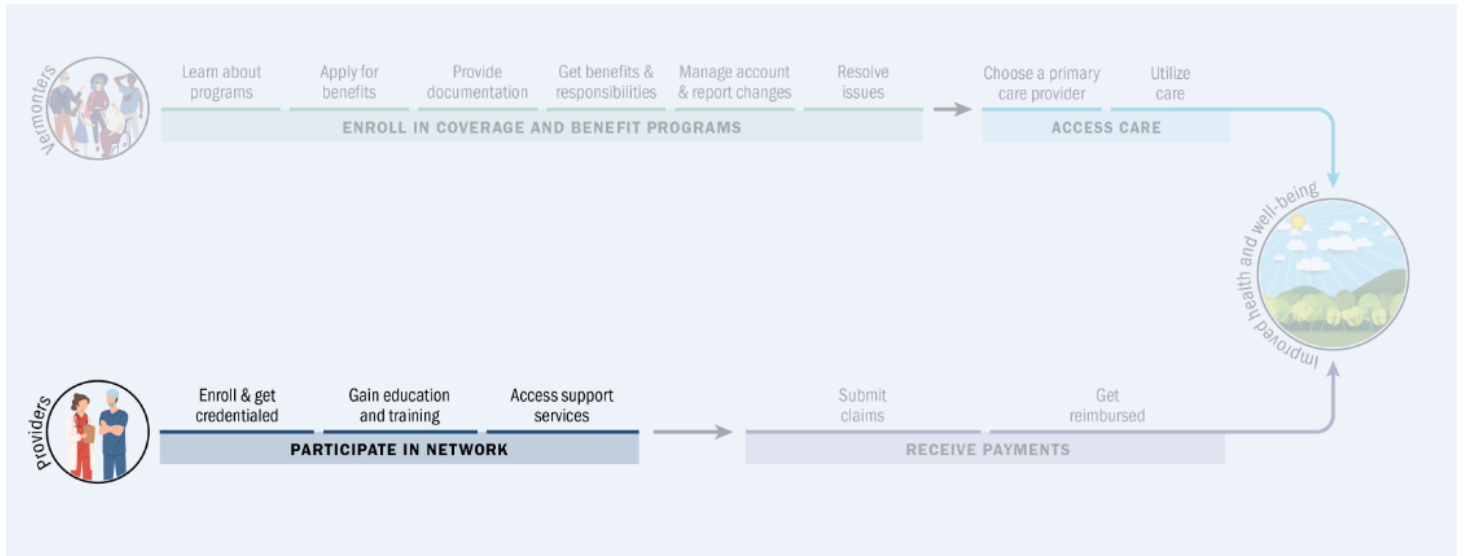 Vermonters
Learn about
programs
Apply for
benefits
Provide
documentation
Get benefits &
responsibilities
Manage account
& report changes
Resolve
issues
ENROLL IN COVERAGE AND BENEFIT PROGRAMS
Choose a primary
care provider
Utilize
care
ACCESS CARE
Improved health and well-being
Providers
Enroll & get
credentialed
Gain education
and training
Access support
services
PARTICIPATE IN NETWORK
Submit
claims
Get
reimbursed
RECEIVE PAYMENTS